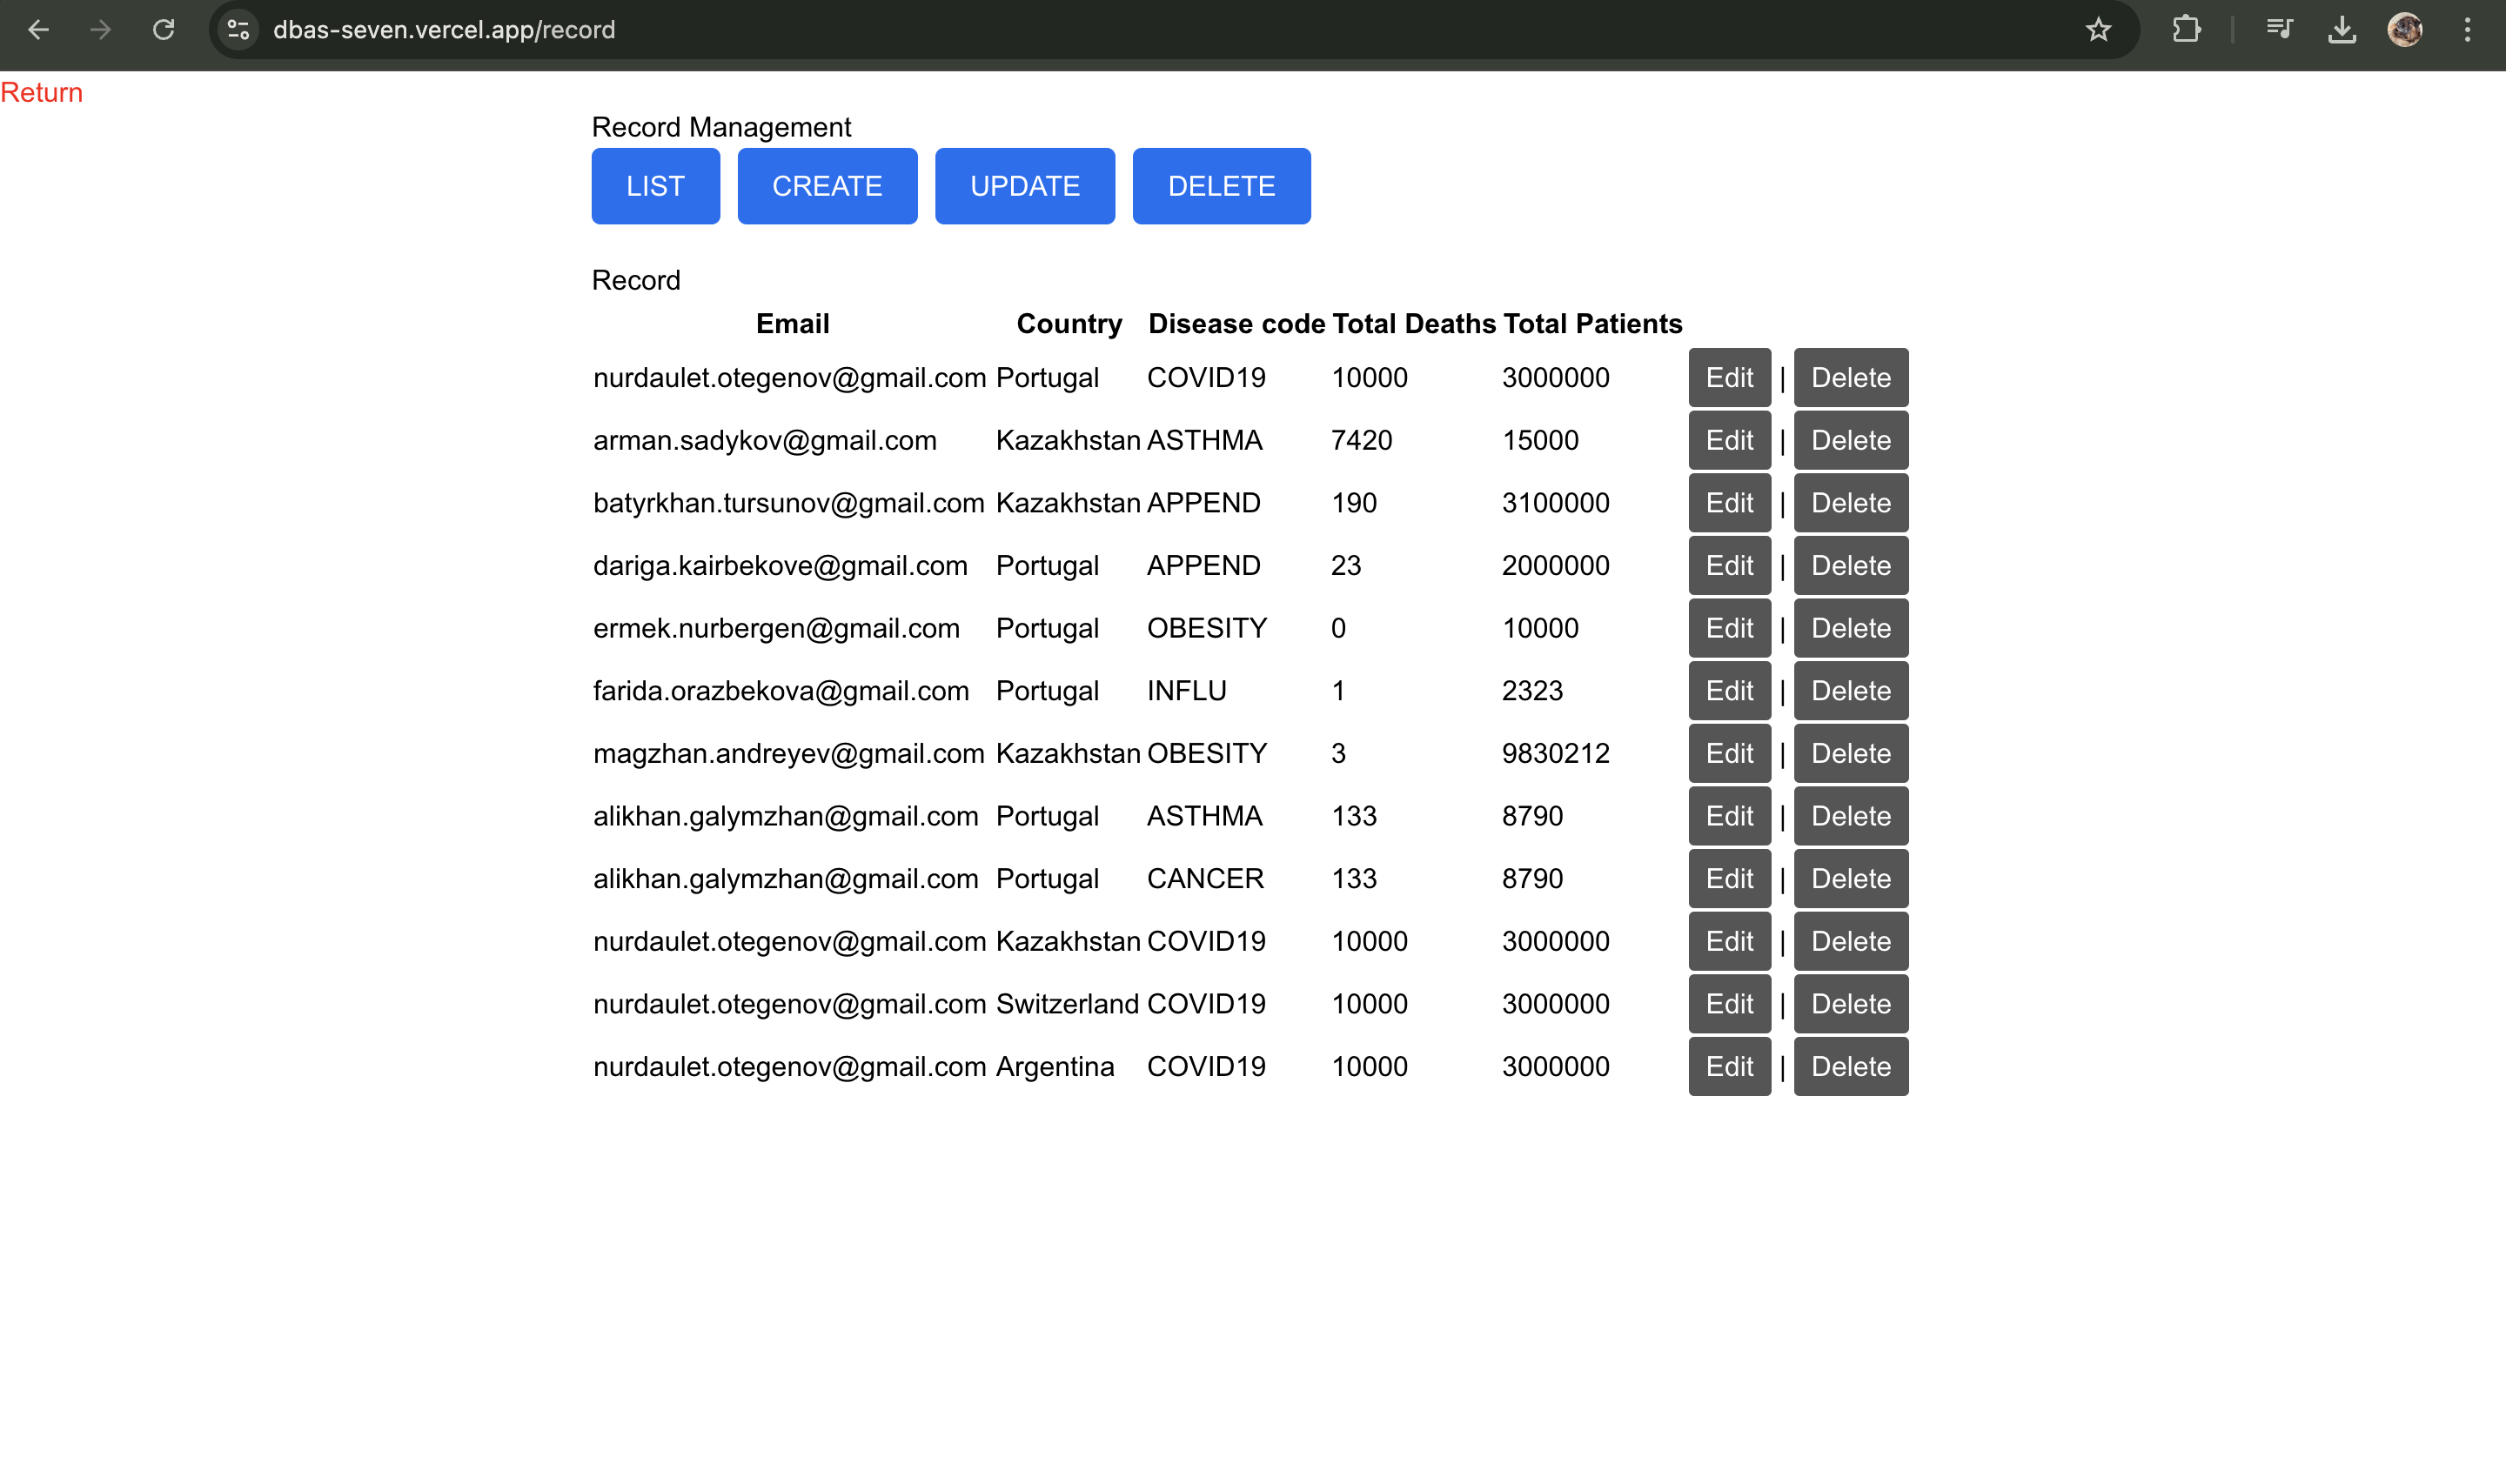 dbas-seven.vercel.app/record
Return
Record Management
LIST CREATE UPDATE DELETE
Record
Email Country Disease code Total Deaths Total Patients
nurdaulet.otegenov@gmail.com Portugal COVID19 10000 3000000 Edit | Delete
arman.sadykov@gmail.com Kazakhstan ASTHMA 7420 15000 Edit | Delete
batyrkhan.tursunov@gmail.com Kazakhstan APPEND 190 3100000 Edit | Delete
dariga.kairbekove@gmail.com Portugal APPEND 23 2000000 Edit | Delete
ermek.nurbergen@gmail.com Portugal OBESITY 0 10000 Edit | Delete
farida.orazbekova@gmail.com Portugal INFLU 1 2323 Edit | Delete
magzhan.andreyev@gmail.com Kazakhstan OBESITY 3 9830212 Edit | Delete
alikhan.galymzhan@gmail.com Portugal ASTHMA 133 8790 Edit | Delete
alikhan.galymzhan@gmail.com Portugal CANCER 133 8790 Edit | Delete
nurdaulet.otegenov@gmail.com Kazakhstan COVID19 10000 3000000 Edit | Delete
nurdaulet.otegenov@gmail.com Switzerland COVID19 10000 3000000 Edit | Delete
nurdaulet.otegenov@gmail.com Argentina COVID19 10000 3000000 Edit | Delete